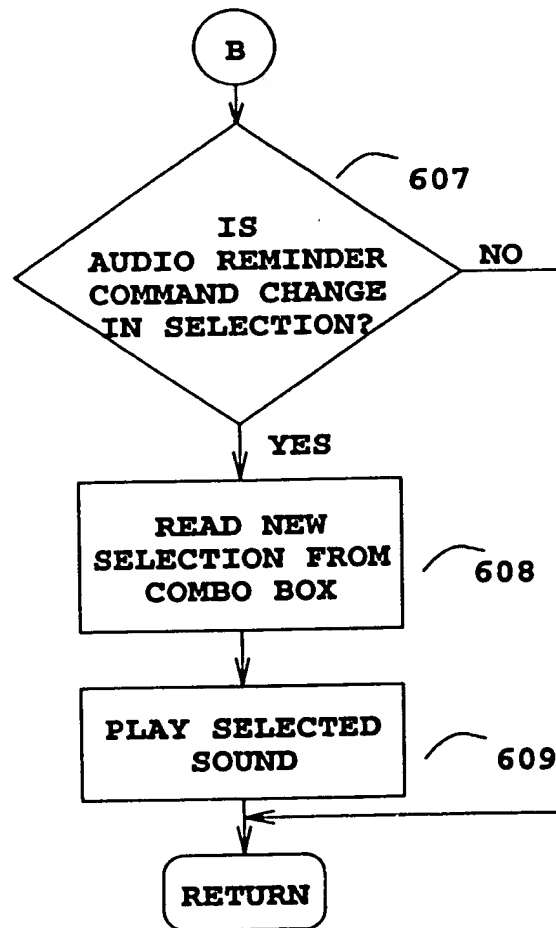 B
607
IS
AUDIO REMINDER
COMMAND CHANGE
IN SELECTION?
NO
YES
READ NEW
SELECTION FROM
COMBO BOX
608
PLAY SELECTED
SOUND
609
RETURN